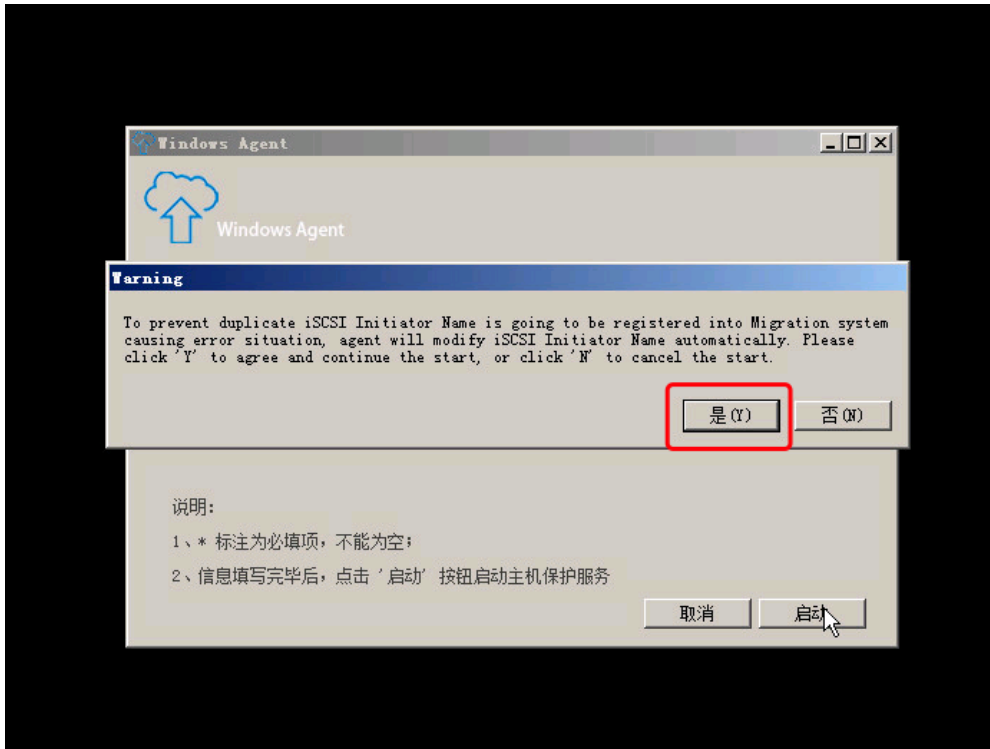 Windows Agent
Windows Agent
Warning
To prevent duplicate iSCSI Initiator Name is going to be registered into Migration system
causing error situation, agent will modify iSCSI Initiator Name automatically. Please
click 'Y' to agree and continue the start, or click 'N' to cancel the start.
是(Y) 否(N)
说明:
1、* 标注为必填项，不能为空；
2、信息填写完毕后，点击 '启动' 按钮启动主机保护服务
取消 启动